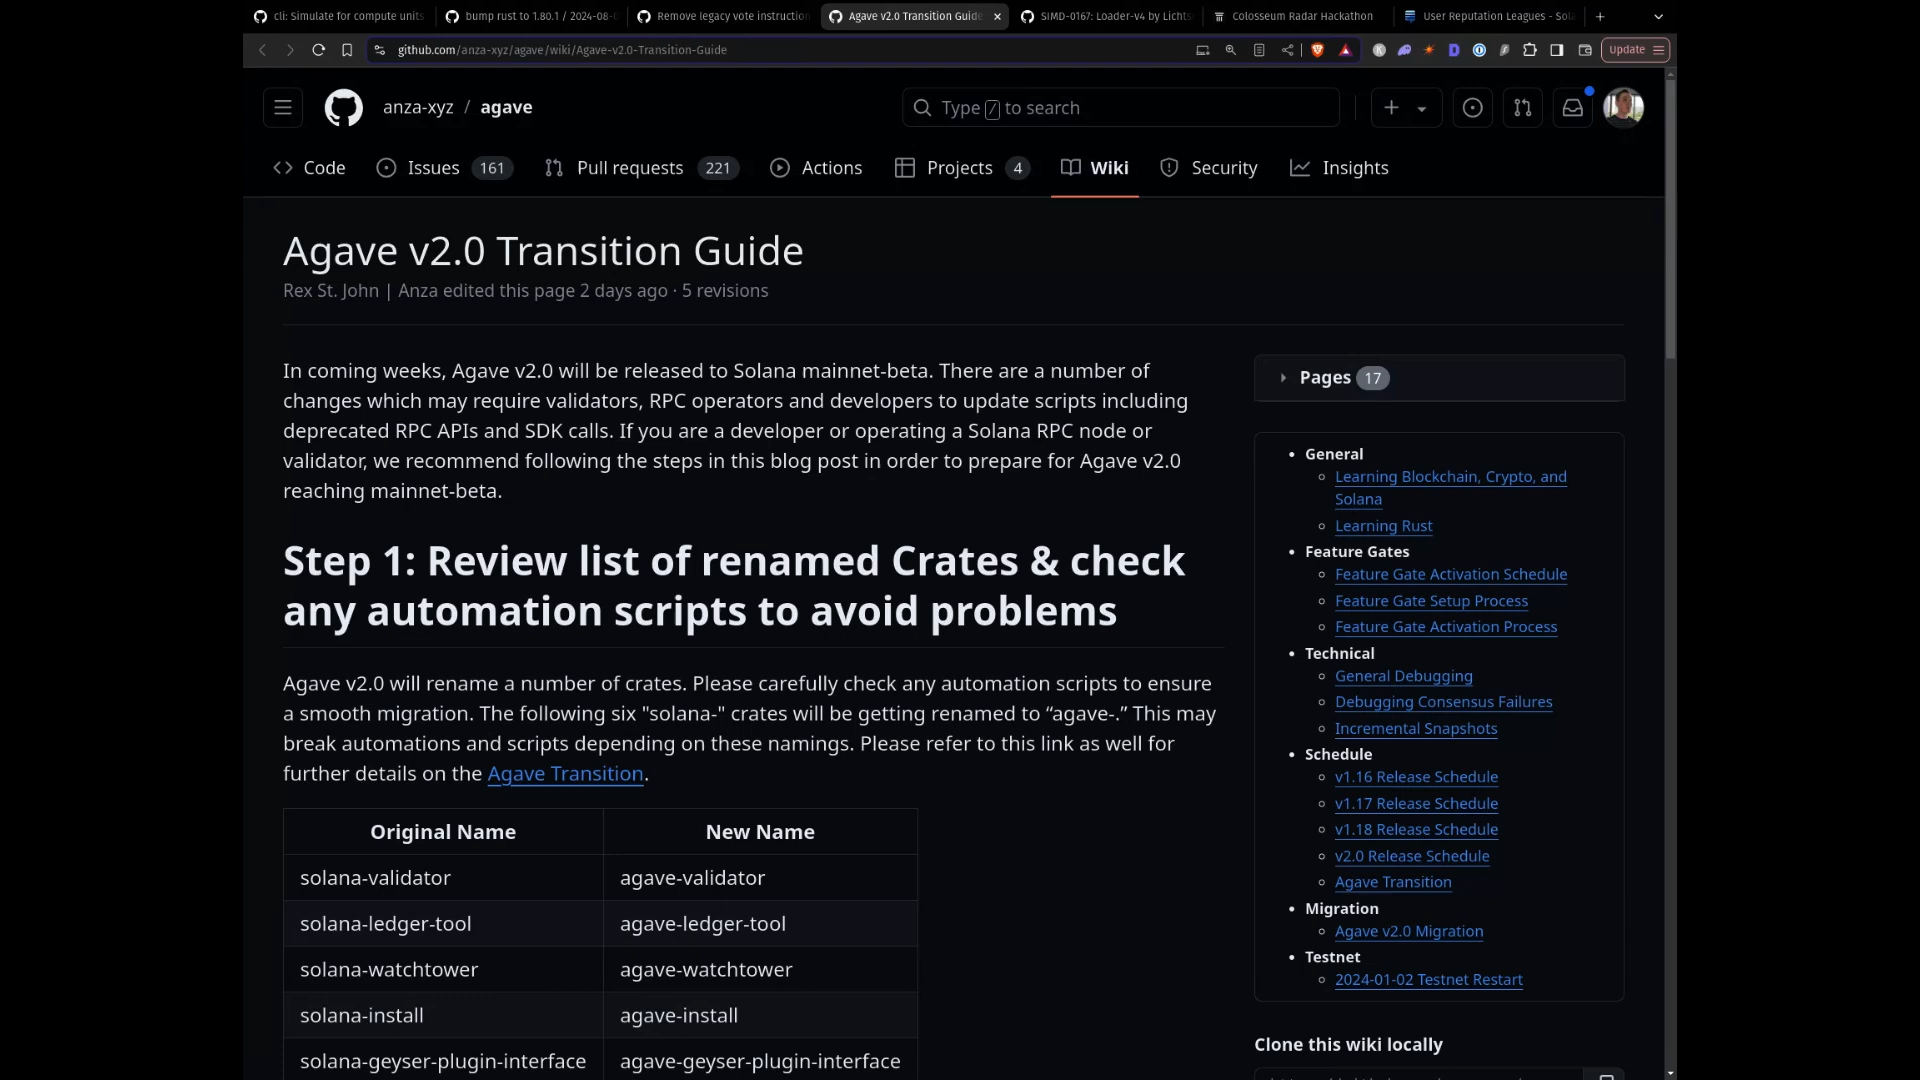 cli: Simulate for compute units
bump rust to 1.80.1 / 2024-08-
Remove legacy vote instruction
Agave v2.0 Transition Guide
SIMD-0167: Loader-v4 by Lichts
Colosseum Radar Hackathon
User Reputation Leagues - Sol
github.com/anza-xyz/agave/wiki/Agave-v2.0-Transition-Guide
Update
anza-xyz / agave
Type / to search
Code
Issues 161
Pull requests 221
Actions
Projects 4
Wiki
Security
Insights
Agave v2.0 Transition Guide
Rex St. John | Anza edited this page 2 days ago · 5 revisions
In coming weeks, Agave v2.0 will be released to Solana mainnet-beta. There are a number of
changes which may require validators, RPC operators and developers to update scripts including
deprecated RPC APIs and SDK calls. If you are a developer or operating a Solana RPC node or
validator, we recommend following the steps in this blog post in order to prepare for Agave v2.0
reaching mainnet-beta.
Step 1: Review list of renamed Crates & check
any automation scripts to avoid problems
Agave v2.0 will rename a number of crates. Please carefully check any automation scripts to ensure
a smooth migration. The following six "solana-" crates will be getting renamed to “agave-.” This may
break automations and scripts depending on these namings. Please refer to this link as well for
further details on the Agave Transition.
Original Name New Name
solana-validator agave-validator
solana-ledger-tool agave-ledger-tool
solana-watchtower agave-watchtower
solana-install agave-install
solana-geyser-plugin-interface agave-geyser-plugin-interface
Pages 17
General
Learning Blockchain, Crypto, and
Solana
Learning Rust
Feature Gates
Feature Gate Activation Schedule
Feature Gate Setup Process
Feature Gate Activation Process
Technical
General Debugging
Debugging Consensus Failures
Incremental Snapshots
Schedule
v1.16 Release Schedule
v1.17 Release Schedule
v1.18 Release Schedule
v2.0 Release Schedule
Agave Transition
Migration
Agave v2.0 Migration
Testnet
2024-01-02 Testnet Restart
Clone this wiki locally